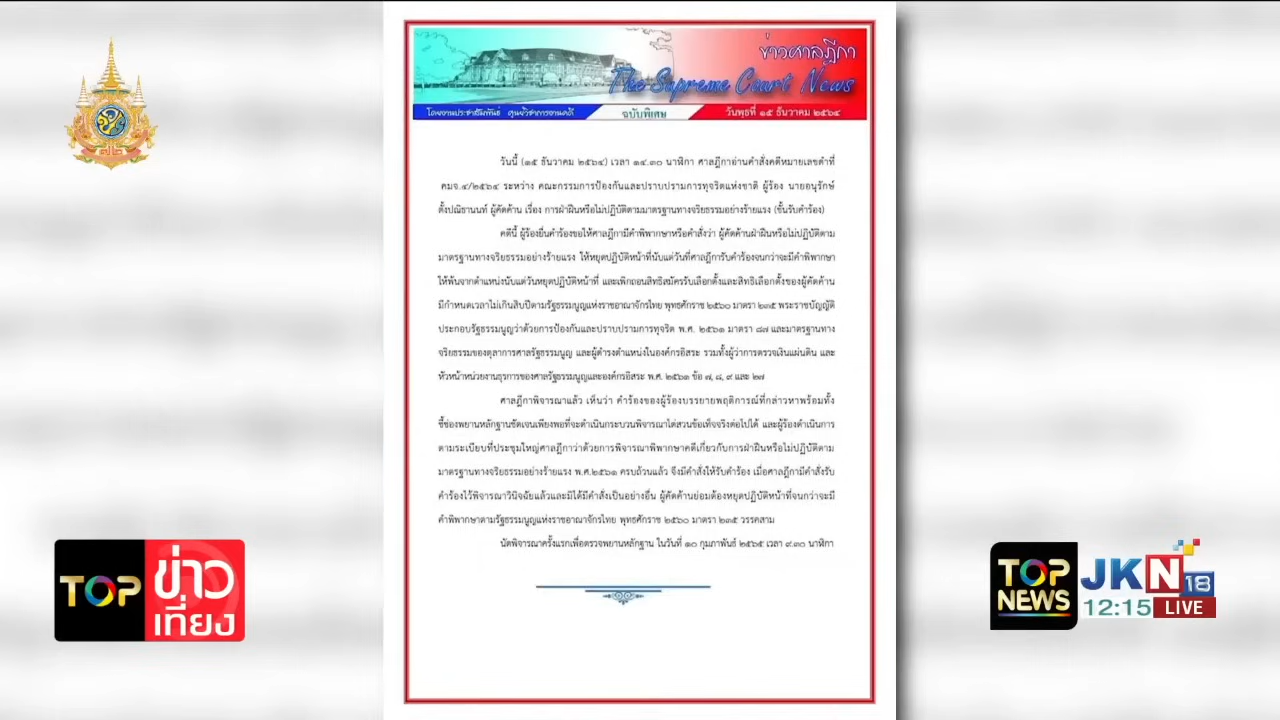 ข่าวศาลฎีกา
The Supreme Court News
โดยงานประชาสัมพันธ์ ศูนย์วิชาการงานคดี
ฉบับพิเศษ
วันพุธที่ ๑๕ ธันวาคม ๒๕๖๔
วันนี้ (๑๕ ธันวาคม ๒๕๖๔) เวลา ๑๔.๓๐ นาฬิกา ศาลฎีกาอ่านคำสั่งคดีหมายเลขดำที่
คมจ.๔/๒๕๖๔ ระหว่าง คณะกรรมการป้องกันและปราบปรามการทุจริตแห่งชาติ ผู้ร้อง นายอนุรักษ์
ตั้งปณิธานนท์ ผู้คัดค้าน เรื่อง การฝ่าฝืนหรือไม่ปฏิบัติตามมาตรฐานทางจริยธรรมอย่างร้ายแรง (ชั้นรับคำร้อง)
คดีนี้ ผู้ร้องยื่นคำร้องขอให้ศาลฎีกามีคำพิพากษาหรือคำสั่งว่า ผู้คัดค้านฝ่าฝืนหรือไม่ปฏิบัติตาม
มาตรฐานทางจริยธรรมอย่างร้ายแรง ให้หยุดปฏิบัติหน้าที่นับแต่วันที่ศาลฎีการับคำร้องจนกว่าจะมีคำพิพากษา
ให้พ้นจากตำแหน่งนับแต่วันหยุดปฏิบัติหน้าที่ และเพิกถอนสิทธิสมัครรับเลือกตั้งและสิทธิเลือกตั้งของผู้คัดค้าน
มีกำหนดเวลาไม่เกินสิบปีตามรัฐธรรมนูญแห่งราชอาณาจักรไทย พุทธศักราช ๒๕๖๐ มาตรา ๒๓๕ พระราชบัญญัติ
ประกอบรัฐธรรมนูญว่าด้วยการป้องกันและปราบปรามการทุจริต พ.ศ. ๒๕๖๑ มาตรา ๘๗ และมาตรฐานทาง
จริยธรรมของตุลาการศาลรัฐธรรมนูญ และผู้ดำรงตำแหน่งในองค์กรอิสระ รวมทั้งผู้ว่าการตรวจเงินแผ่นดิน และ
หัวหน้าหน่วยงานธุรการของศาลรัฐธรรมนูญและองค์กรอิสระ พ.ศ. ๒๕๖๑ ข้อ ๗, ๘, ๙ และ ๒๗
ศาลฎีกาพิจารณาแล้ว เห็นว่า คำร้องของผู้ร้องบรรยายพฤติการณ์ที่กล่าวหาพร้อมทั้ง
ชี้ช่องพยานหลักฐานชัดเจนเพียงพอที่จะดำเนินกระบวนพิจารณาไต่สวนข้อเท็จจริงต่อไปได้ และผู้ร้องดำเนินการ
ตามระเบียบที่ประชุมใหญ่ศาลฎีกาว่าด้วยการพิจารณาพิพากษาคดีเกี่ยวกับการฝ่าฝืนหรือไม่ปฏิบัติตาม
มาตรฐานทางจริยธรรมอย่างร้ายแรง พ.ศ.๒๕๖๑ ครบถ้วนแล้ว จึงมีคำสั่งให้รับคำร้อง เมื่อศาลฎีกามีคำสั่งรับ
คำร้องไว้พิจารณาวินิจฉัยแล้วและมิได้มีคำสั่งเป็นอย่างอื่น ผู้คัดค้านย่อมต้องหยุดปฏิบัติหน้าที่จนกว่าจะมี
คำพิพากษาตามรัฐธรรมนูญแห่งราชอาณาจักรไทย พุทธศักราช ๒๕๖๐ มาตรา ๒๓๕ วรรคสาม
นัดพิจารณาครั้งแรกเพื่อตรวจพยานหลักฐาน ในวันที่ ๑๐ กุมภาพันธ์ ๒๕๖๕ เวลา ๙.๓๐ นาฬิกา
TOP ข่าวเที่ยง
TOP NEWS
JKN 18
12:15 LIVE